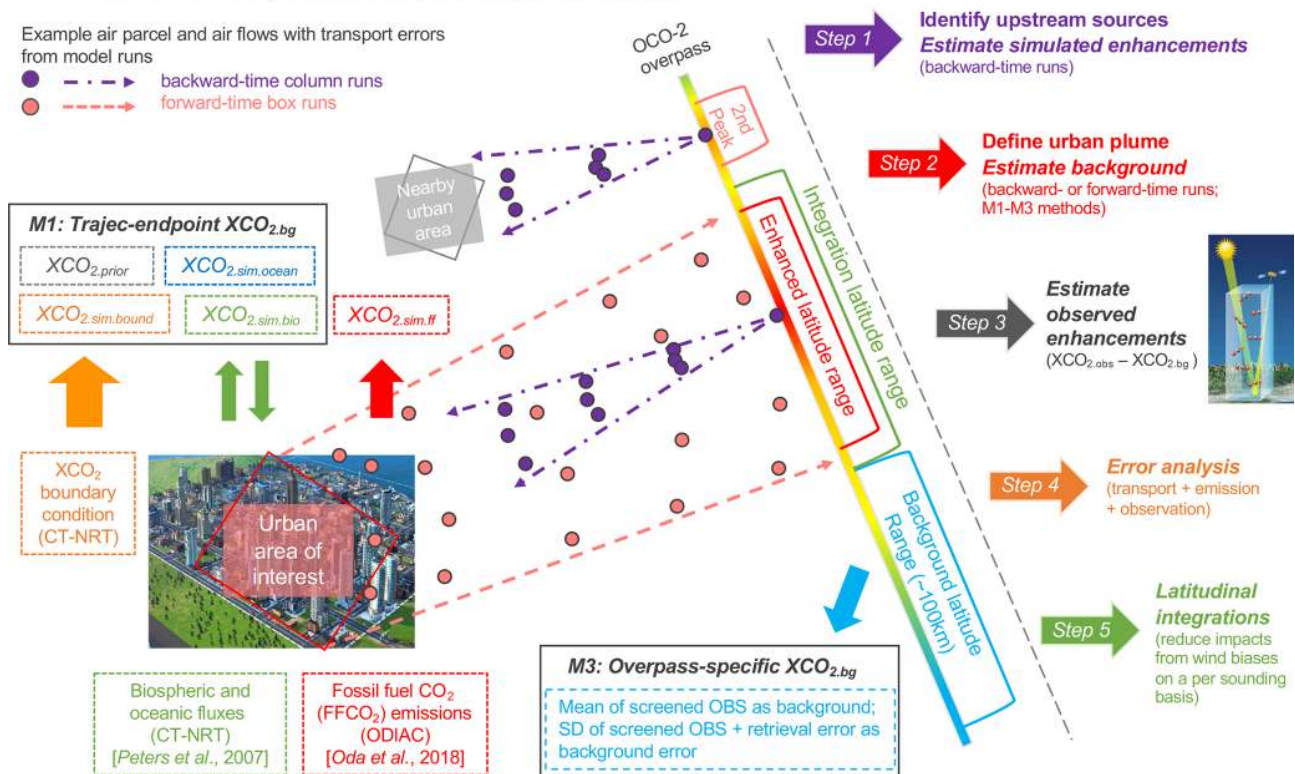 Example air parcel and air flows with transport errors
from model runs
backward-time column runs
forward-time box runs
OCO-2
overpass
2nd
Peak
Nearby
urban
area
M1: Trajec-endpoint XCO2.bg
XCO2.prior
XCO2.sim.ocean
XCO2.sim.bound
XCO2.sim.bio
XCO2.sim.ff
Integration latitude range
Enhanced latitude range
Background latitude
Range (~100km)
XCO2
boundary
condition
(CT-NRT)
Urban
area of
interest
Biospheric and
oceanic fluxes
(CT-NRT)
[Peters et al., 2007]
Fossil fuel CO2
(FFCO2) emissions
(ODIAC)
[Oda et al., 2018]
M3: Overpass-specific XCO2.bg
Mean of screened OBS as background;
SD of screened OBS + retrieval error as
background error
Step 1
Identify upstream sources
Estimate simulated enhancements
(backward-time runs)
Step 2
Define urban plume
Estimate background
(backward- or forward-time runs;
M1-M3 methods)
Step 3
Estimate
observed
enhancements
(XCO2.obs – XCO2.bg )
Step 4
Error analysis
(transport + emission
+ observation)
Step 5
Latitudinal
integrations
(reduce impacts
from wind biases
on a per sounding
basis)